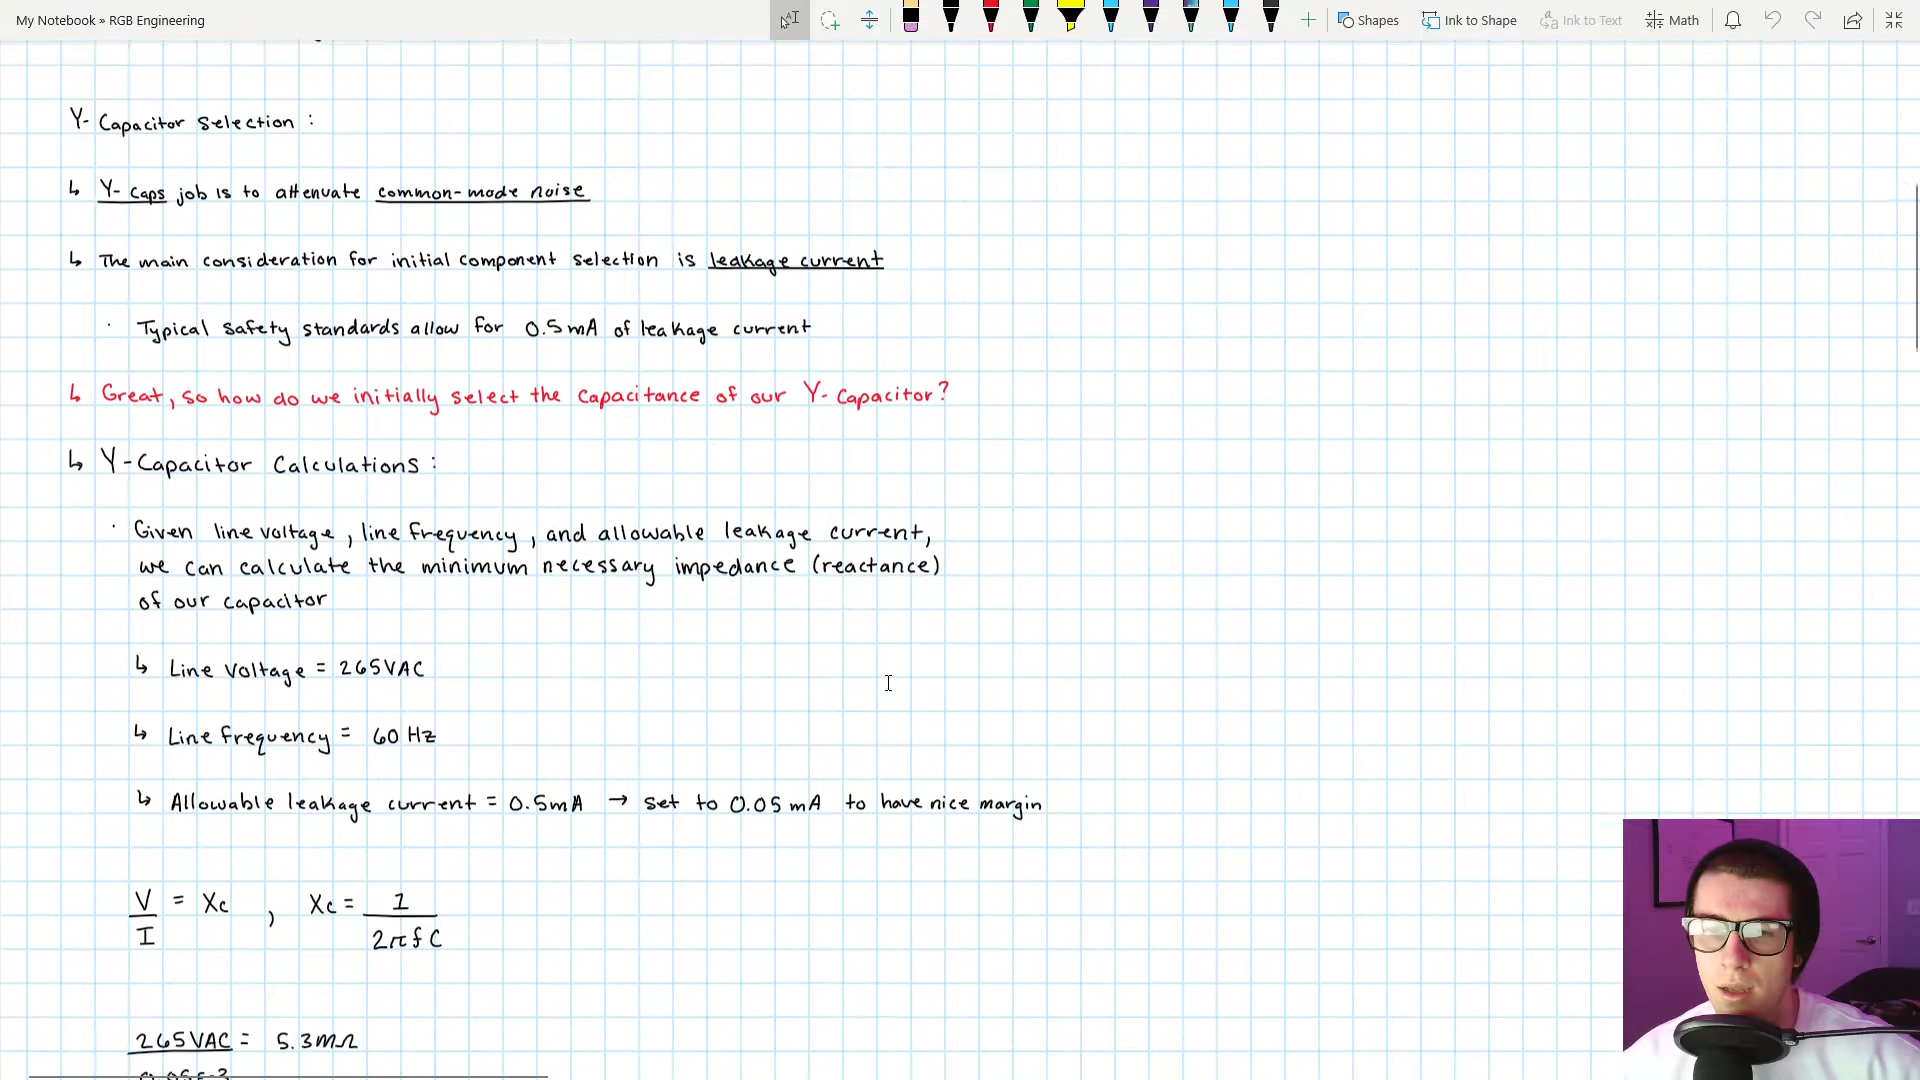 My Notebook » RGB Engineering
Shapes
Ink to Shape
Ink to Text
Math
Y-Capacitor Selection :
↳ Y-Caps job is to attenuate common-mode noise
↳ The main consideration for initial component selection is leakage current
· Typical safety standards allow for 0.5mA of leakage current
↳ Great, so how do we initially select the capacitance of our Y-Capacitor?
↳ Y-Capacitor Calculations :
· Given line voltage, line frequency, and allowable leakage current,
we can calculate the minimum necessary impedance (reactance)
of our capacitor
↳ Line Voltage = 265VAC
↳ Line frequency = 60 Hz
↳ Allowable leakage current = 0.5mA → set to 0.05mA to have nice margin
V/I = Xc , Xc = 1/2πfC
265VAC = 5.3MΩ